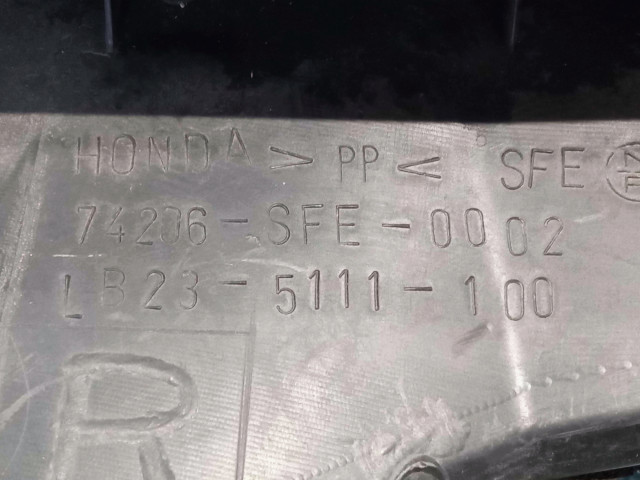 HONDA >PP< SFE
74206-SFE-0002
LB23-5111-100
R